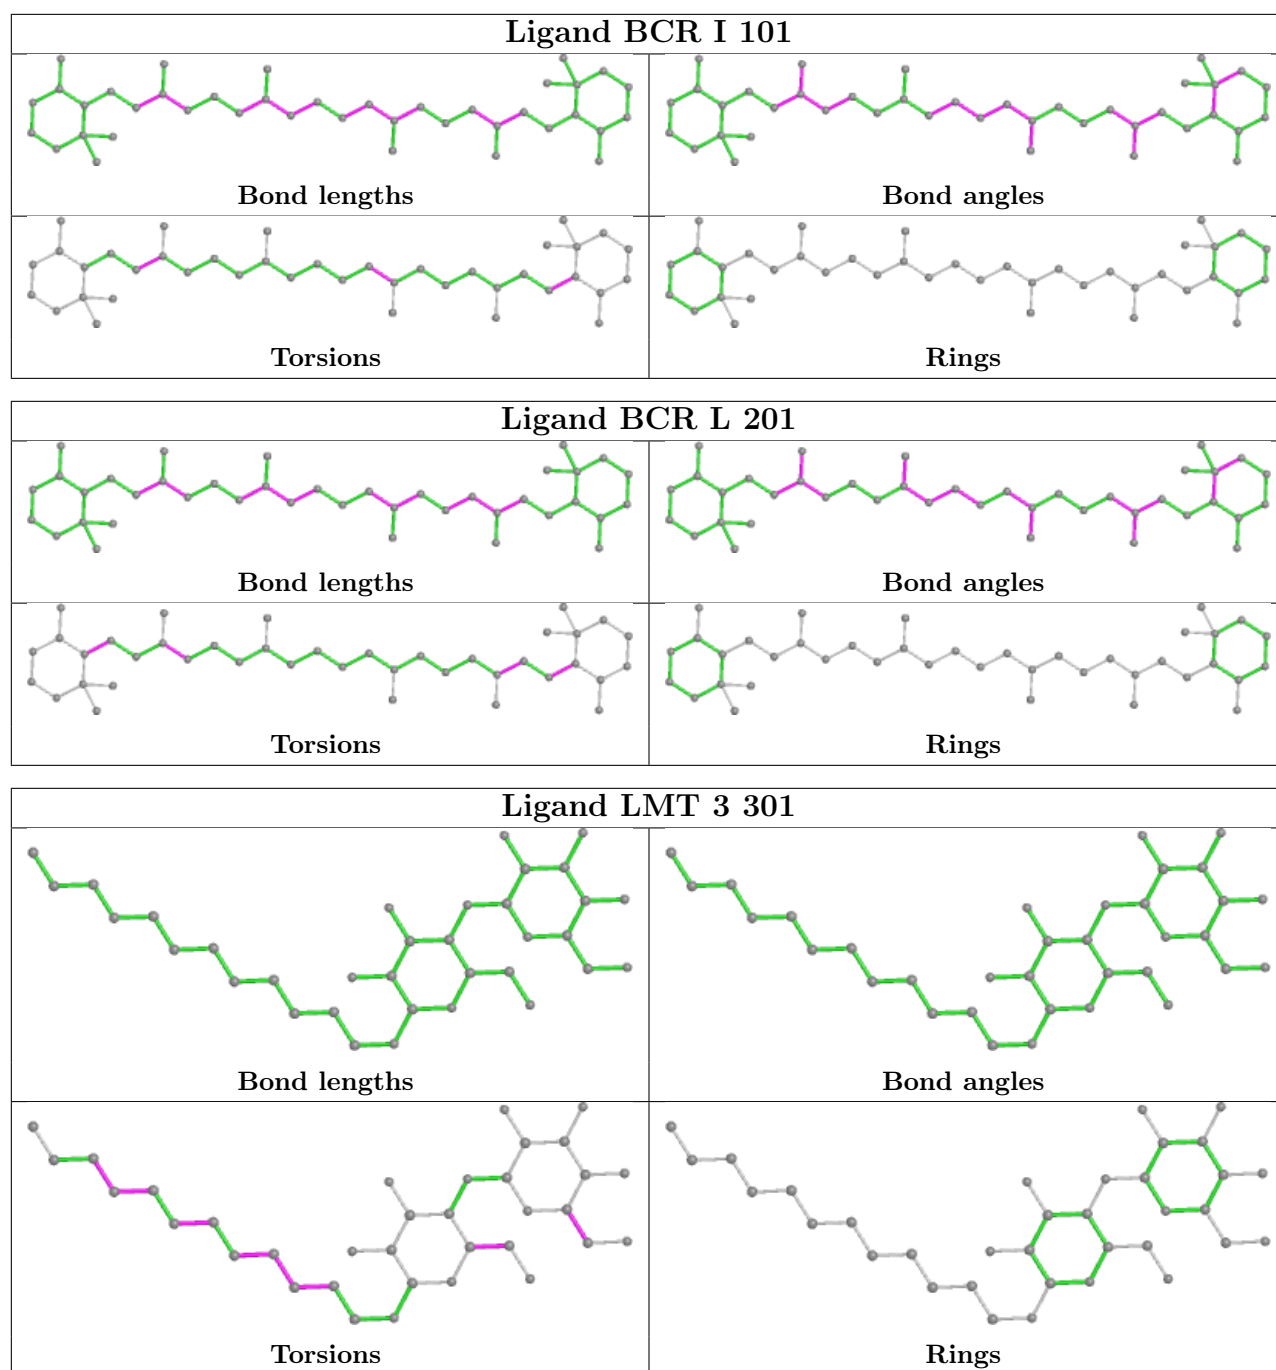 Ligand BCR I 101
Bond lengths
Bond angles
Torsions
Rings
Ligand BCR L 201
Bond lengths
Bond angles
Torsions
Rings
Ligand LMT 3 301
Bond lengths
Bond angles
Torsions
Rings